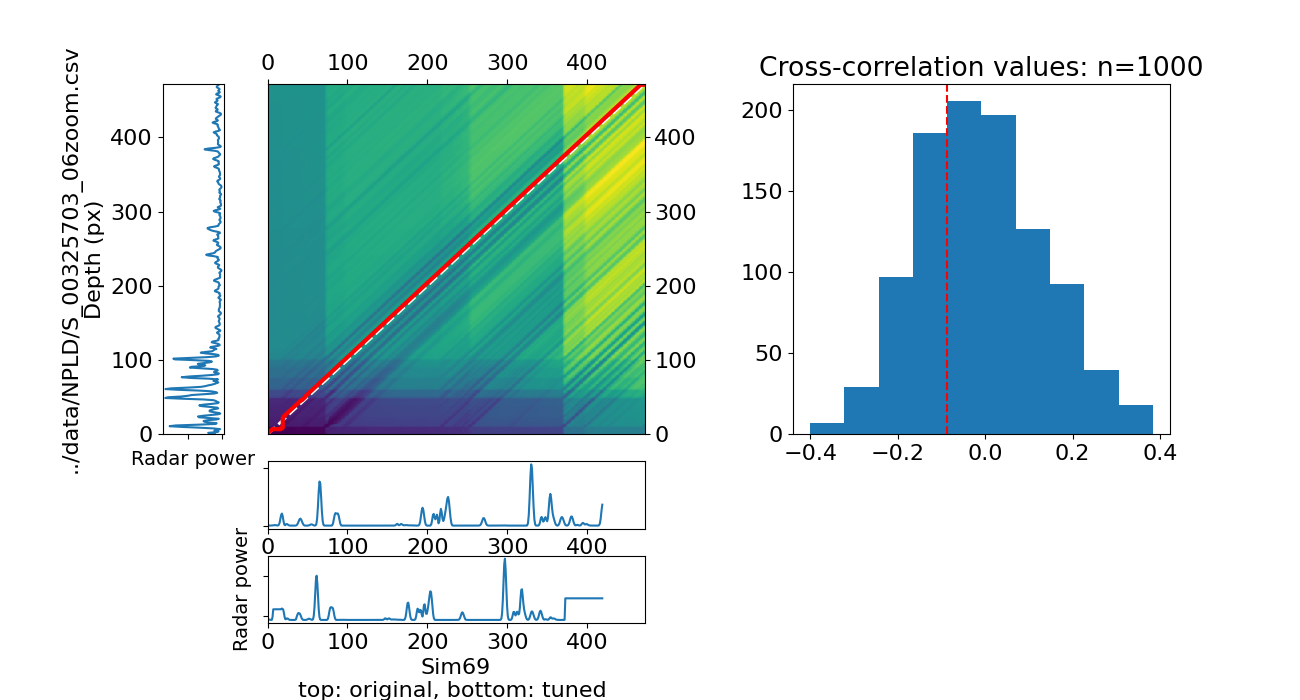 Cross-correlation values: n=1000
0 100 200 300 400
../data/NPLD/S_00325703_06zoom.csv
Depth (px)
400
300
200
100
0
400
300
200
100
0
200
150
100
50
0
−0.4 −0.2 0.0 0.2 0.4
Radar power
0 100 200 300 400
Radar power
0 100 200 300 400
Sim69
top: original, bottom: tuned